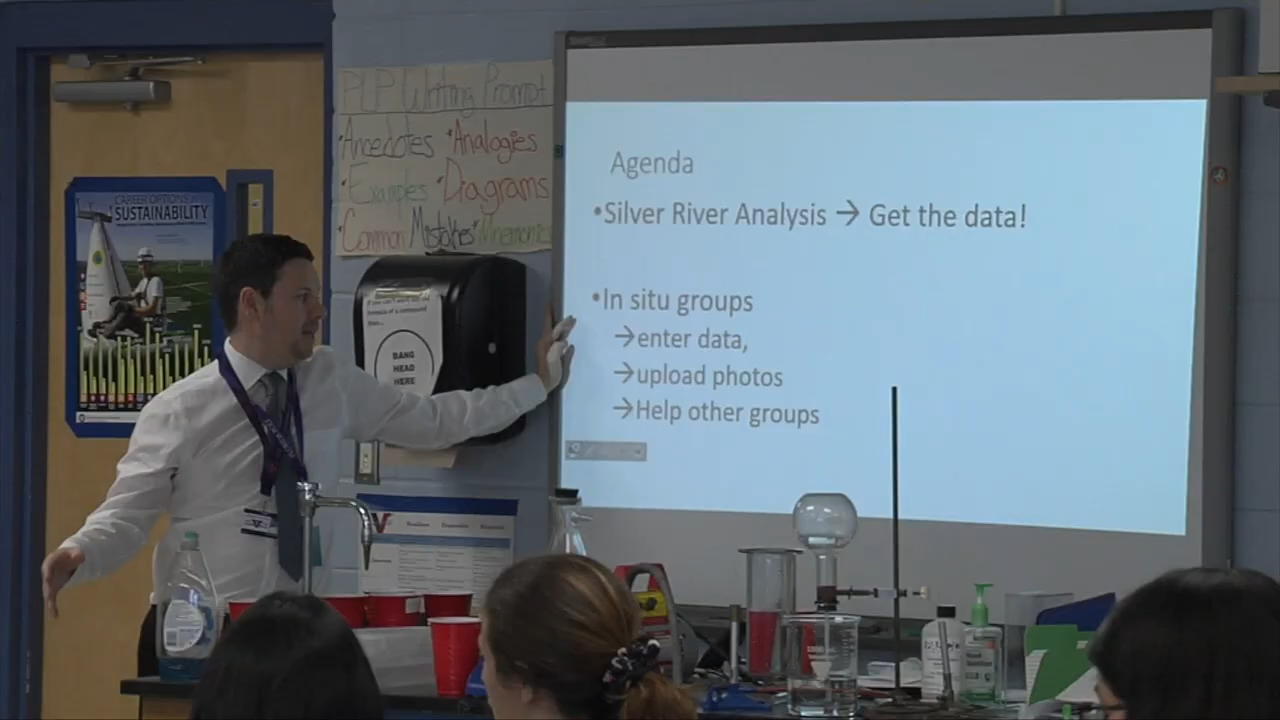 PLP Writing Prompt
•Anecdotes •Analogies
•Examples •Diagrams
•Common Mistakes •Mnemonics
Agenda
•Silver River Analysis → Get the data!
•In situ groups
→enter data,
→upload photos
→Help other groups
CAREER OPTIONS in
SUSTAINABILITY
BANG
HEAD
HERE